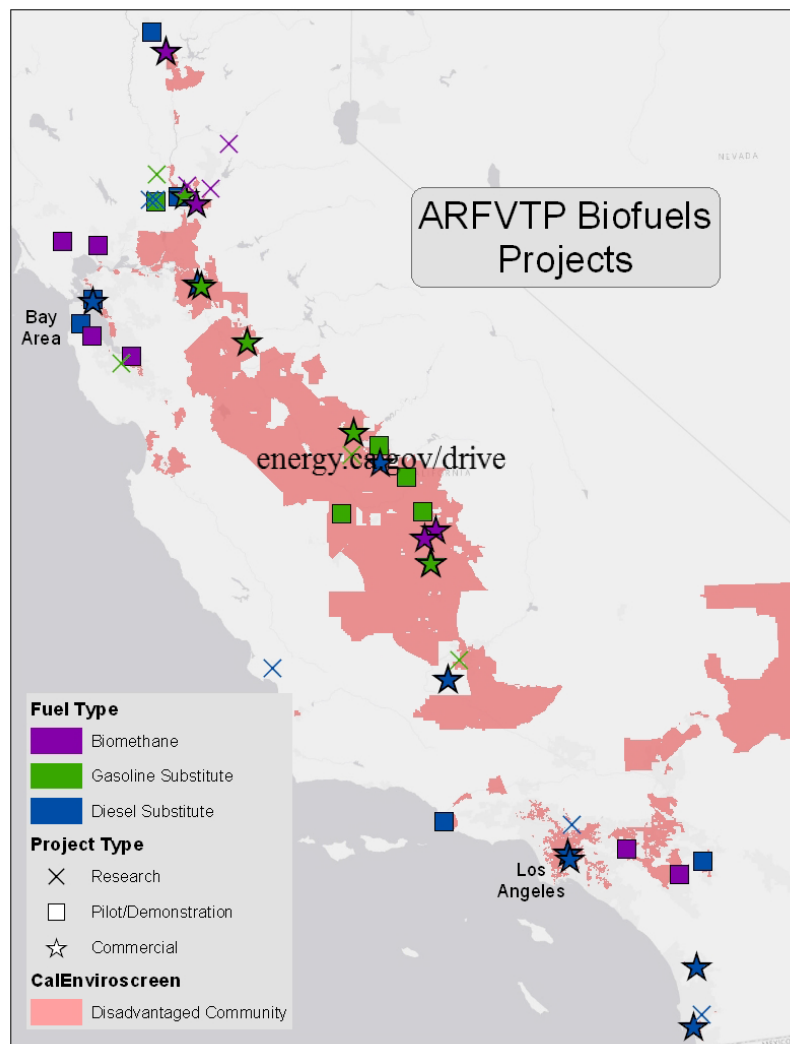 NEVADA
ARFVTP Biofuels
Projects
Bay
Area
energy.ca.gov/drive
Fuel Type
Biomethane
Gasoline Substitute
Diesel Substitute
Project Type
Research
Pilot/Demonstration
Commercial
CalEnviroscreen
Disadvantaged Community
Los
Angeles